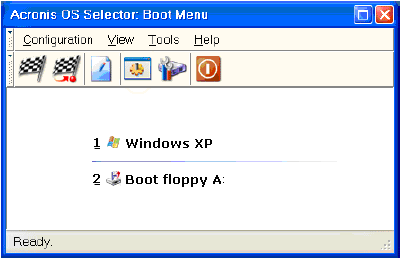 Acronis OS Selector: Boot Menu
Configuration View Tools Help
1 Windows XP
2 Boot floppy A:
Ready.